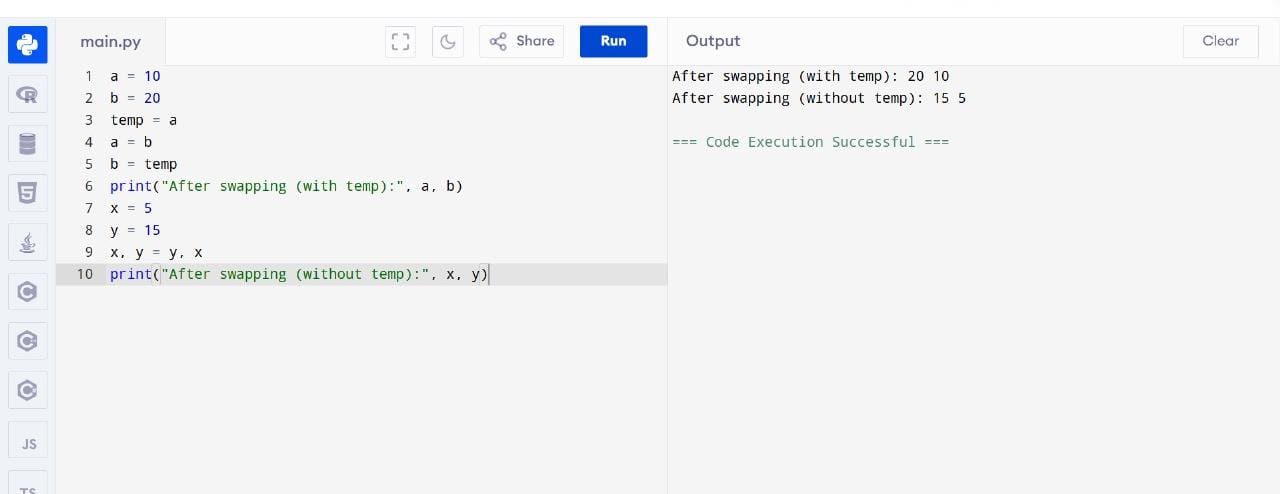 main.py
Share
Run
Output
Clear
1 a = 10
2 b = 20
3 temp = a
4 a = b
5 b = temp
6 print("After swapping (with temp):", a, b)
7 x = 5
8 y = 15
9 x, y = y, x
10 print("After swapping (without temp):", x, y)
After swapping (with temp): 20 10
After swapping (without temp): 15 5
=== Code Execution Successful ===
R
5
C
C
C
JS
TS